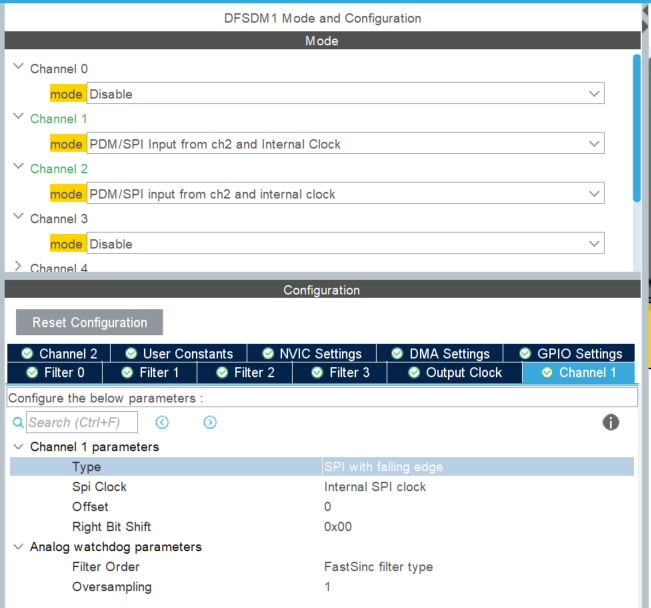 DFSDM1 Mode and Configuration
Mode
Channel 0
mode Disable
Channel 1
mode PDM/SPI Input from ch2 and Internal Clock
Channel 2
mode PDM/SPI input from ch2 and internal clock
Channel 3
mode Disable
Channel 4
Configuration
Reset Configuration
Channel 2 User Constants NVIC Settings DMA Settings GPIO Settings
Filter 0 Filter 1 Filter 2 Filter 3 Output Clock Channel 1
Configure the below parameters :
Search (Ctrl+F)
Channel 1 parameters
Type SPI with falling edge
Spi Clock Internal SPI clock
Offset 0
Right Bit Shift 0x00
Analog watchdog parameters
Filter Order FastSinc filter type
Oversampling 1